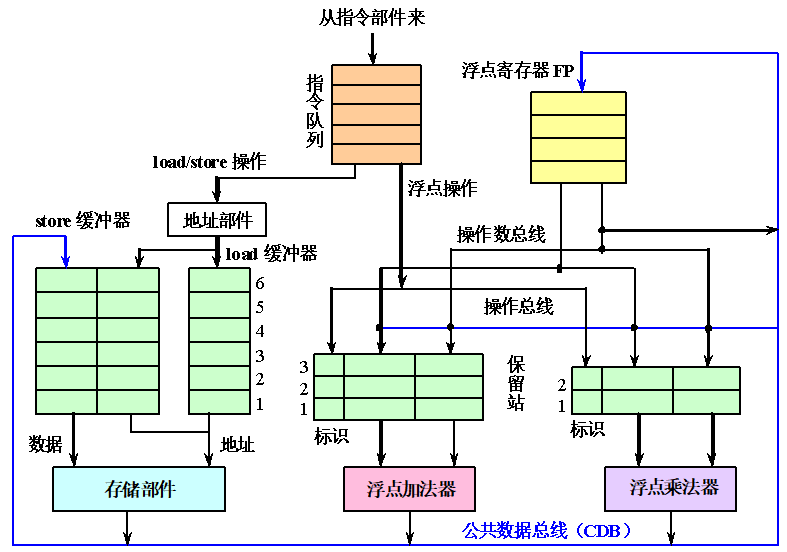 从指令部件来
指令队列
浮点寄存器 FP
load/store 操作
浮点操作
地址部件
store 缓冲器
load 缓冲器
操作数总线
6
5
4
3
2
1
操作总线
3
2
1
保留站
2
1
标识
标识
数据
地址
存储部件
浮点加法器
浮点乘法器
公共数据总线（CDB）